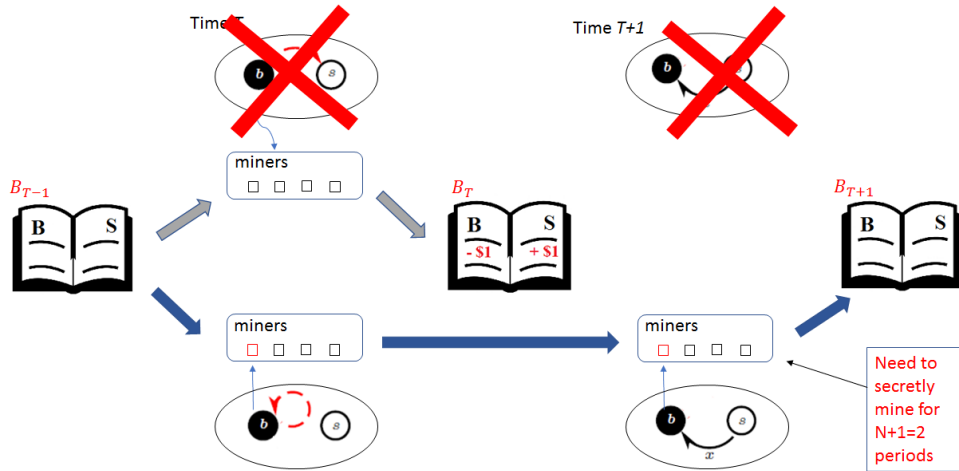 Time T
Time T+1
b
s
b
s
miners
B_{T−1}
B_T
B_{T+1}
B S
B S
- $1 + $1
B S
miners
miners
Need to
secretly
mine for
N+1=2
periods
b
s
b
s
x